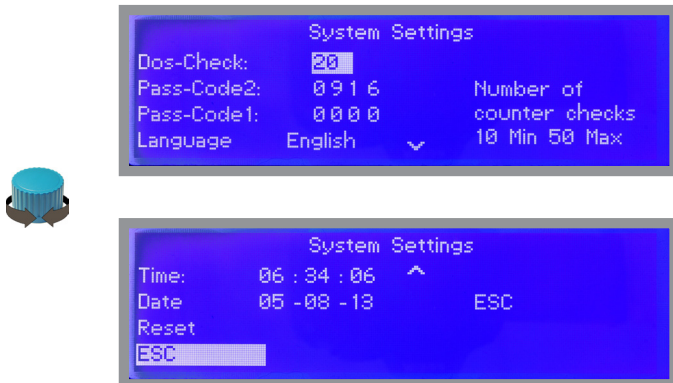 System Settings
Dos-Check: 20
Pass-Code2: 0916 Number of
Pass-Code1: 0000 counter checks
Language English 10 Min 50 Max
System Settings
Time: 06 : 34 : 06
Date 05 -08 -13 ESC
Reset
ESC